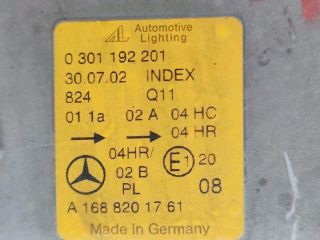 AL Automotive
Lighting
0 301 192 201
30.07.02 INDEX
824 Q11
01 1a 02 A 04 HC
04 HR
04HR/ E1 20
02 B
PL 08
A 168 820 17 61
Made in Germany